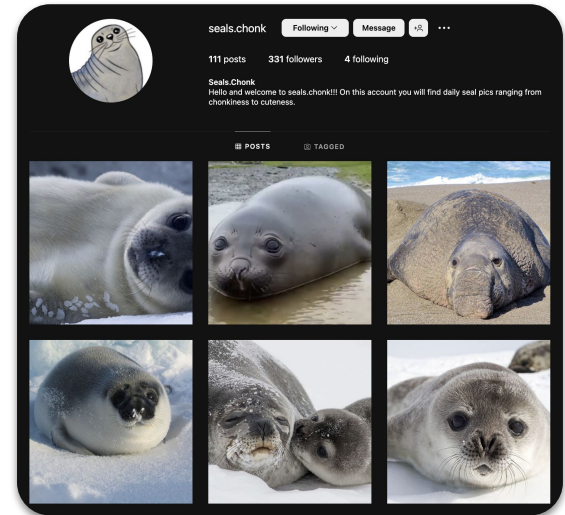 seals.chonk Following Message
111 posts 331 followers 4 following
Seals.Chonk
Hello and welcome to seals.chonk!!! On this account you will find daily seal pics ranging from
chonkiness to cuteness.
POSTS TAGGED